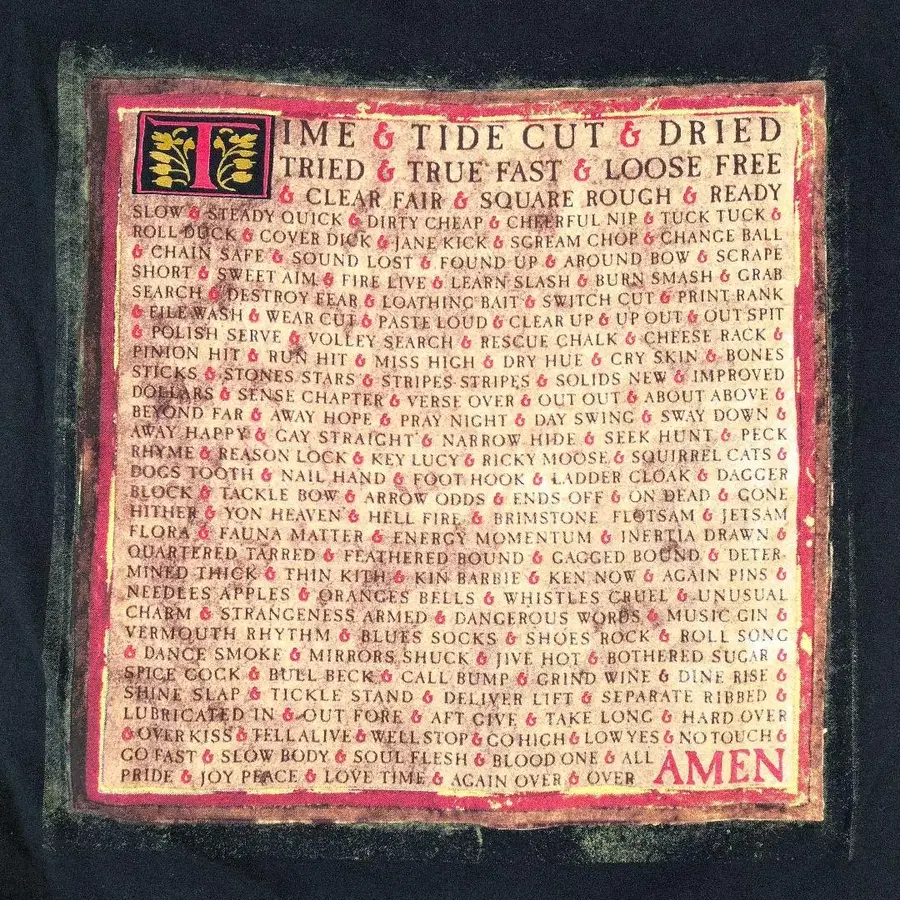 TIME & TIDE CUT & DRIED
TRIED & TRUE FAST & LOOSE FREE
& CLEAR FAIR & SQUARE ROUGH & READY
SLOW & STEADY QUICK & DIRTY CHEAP & CHEERFUL NIP & TUCK TUCK &
ROLL DUCK & COVER DICK & JANE KICK & SCREAM CHOP & CHANGE BALL
& CHAIN SAFE & SOUND LOST & FOUND UP & AROUND BOW & SCRAPE
SHORT & SWEET AIM & FIRE LIVE & LEARN SLASH & BURN SMASH & GRAB
SEARCH & DESTROY FEAR & LOATHING BAIT & SWITCH CUT & PRINT RANK
& FILE WASH & WEAR CUT & PASTE LOUD & CLEAR UP & UP OUT & OUT SPIT
& POLISH SERVE & VOLLEY SEARCH & RESCUE CHALK & CHEESE RACK &
PINION HIT & RUN HIT & MISS HIGH & DRY HUE & CRY SKIN & BONES
STICKS & STONES STARS & STRIPES STRIPES & SOLIDS NEW & IMPROVED
DOLLARS & SENSE CHAPTER & VERSE OVER & OUT OUT & ABOUT ABOVE &
BEYOND FAR & AWAY HOPE & PRAY NIGHT & DAY SWING & SWAY DOWN &
AWAY HAPPY & GAY STRAIGHT & NARROW HIDE & SEEK HUNT & PECK
RHYME & REASON LOCK & KEY LUCY & RICKY MOOSE & SQUIRREL CATS &
DOGS TOOTH & NAIL HAND & FOOT HOOK & LADDER CLOAK & DAGGER
BLOCK & TACKLE BOW & ARROW ODDS & ENDS OFF & ON DEAD & GONE
HITHER & YON HEAVEN & HELL FIRE & BRIMSTONE FLOTSAM & JETSAM
FLORA & FAUNA MATTER & ENERGY MOMENTUM & INERTIA DRAWN &
QUARTERED TARRED & FEATHERED BOUND & GAGGED BOUND & DETER-
MINED THICK & THIN KITH & KIN BARBIE & KEN NOW & AGAIN PINS &
NEEDLES APPLES & ORANGES BELLS & WHISTLES CRUEL & UNUSUAL
CHARM & STRANGENESS ARMED & DANGEROUS WORDS & MUSIC GIN &
VERMOUTH RHYTHM & BLUES SOCKS & SHOES ROCK & ROLL SONG
& DANCE SMOKE & MIRRORS SHUCK & JIVE HOT & BOTHERED SUGAR &
SPICE COCK & BULL BECK & CALL BUMP & GRIND WINE & DINE RISE &
SHINE SLAP & TICKLE STAND & DELIVER LIFT & SEPARATE RIBBED &
LUBRICATED IN & OUT FORE & AFT GIVE & TAKE LONG & HARD OVER
& OVER KISS & TELL ALIVE & WELL STOP & GO HIGH & LOW YES & NO TOUCH &
GO FAST & SLOW BODY & SOUL FLESH & BLOOD ONE & ALL
PRIDE & JOY PEACE & LOVE TIME & AGAIN OVER & OVER AMEN